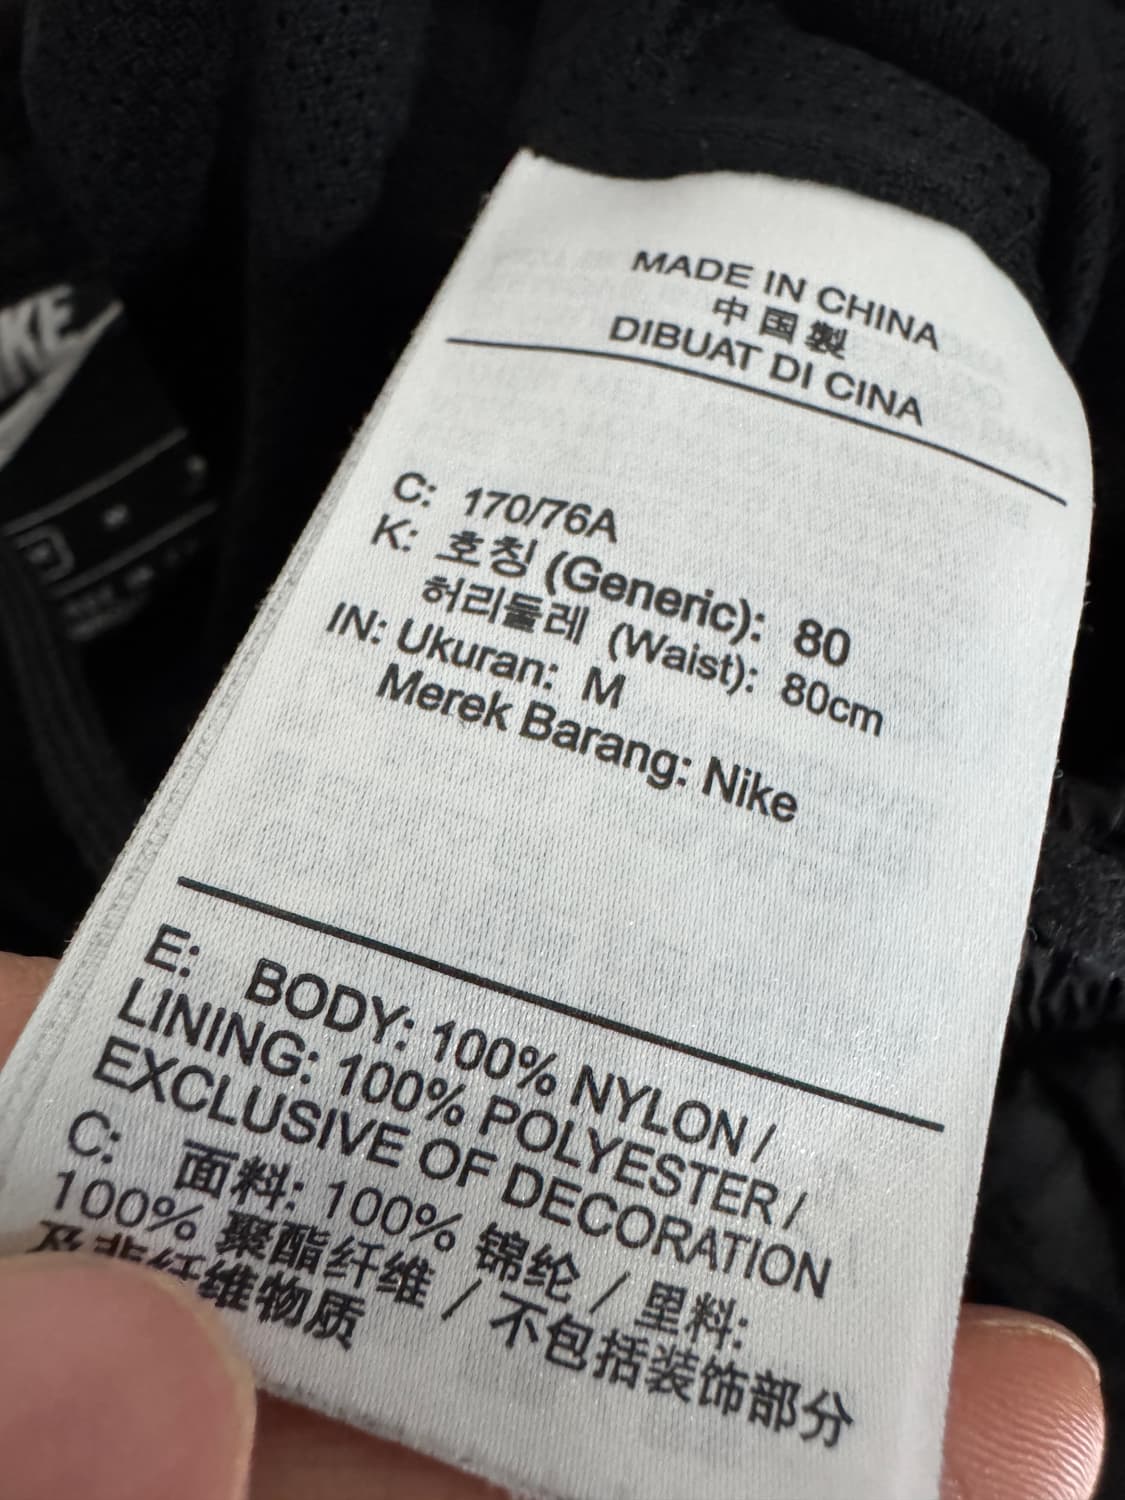 MADE IN CHINA
中国製
DIBUAT DI CINA
C: 170/76A
K: 호칭 (Generic): 80
허리둘레 (Waist): 80cm
IN: Ukuran: M
Merek Barang: Nike
E: BODY: 100% NYLON /
LINING: 100% POLYESTER /
EXCLUSIVE OF DECORATION
C: 面料: 100% 锦纶 / 里料:
100% 聚酯纤维 / 不包括装饰部分
及非纤维物质